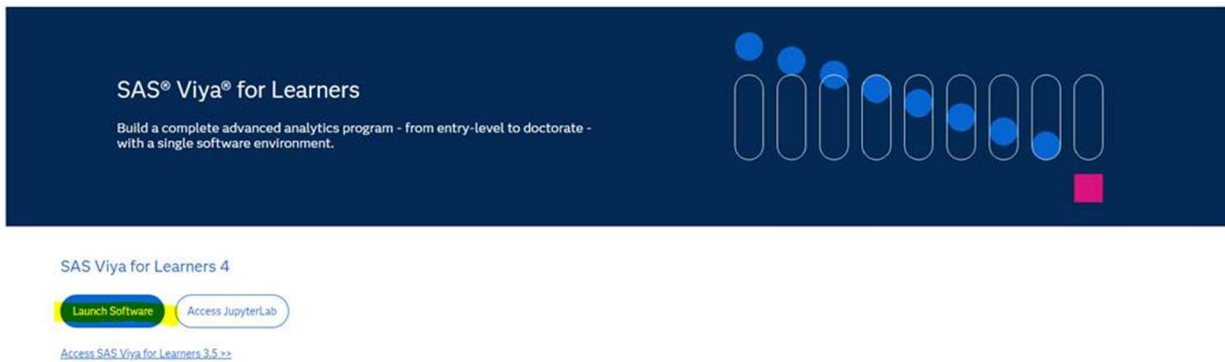 SAS® Viya® for Learners
Build a complete advanced analytics program - from entry-level to doctorate -
with a single software environment.
SAS Viya for Learners 4
Launch Software
Access JupyterLab
Access SAS Viya for Learners 3.5 >>